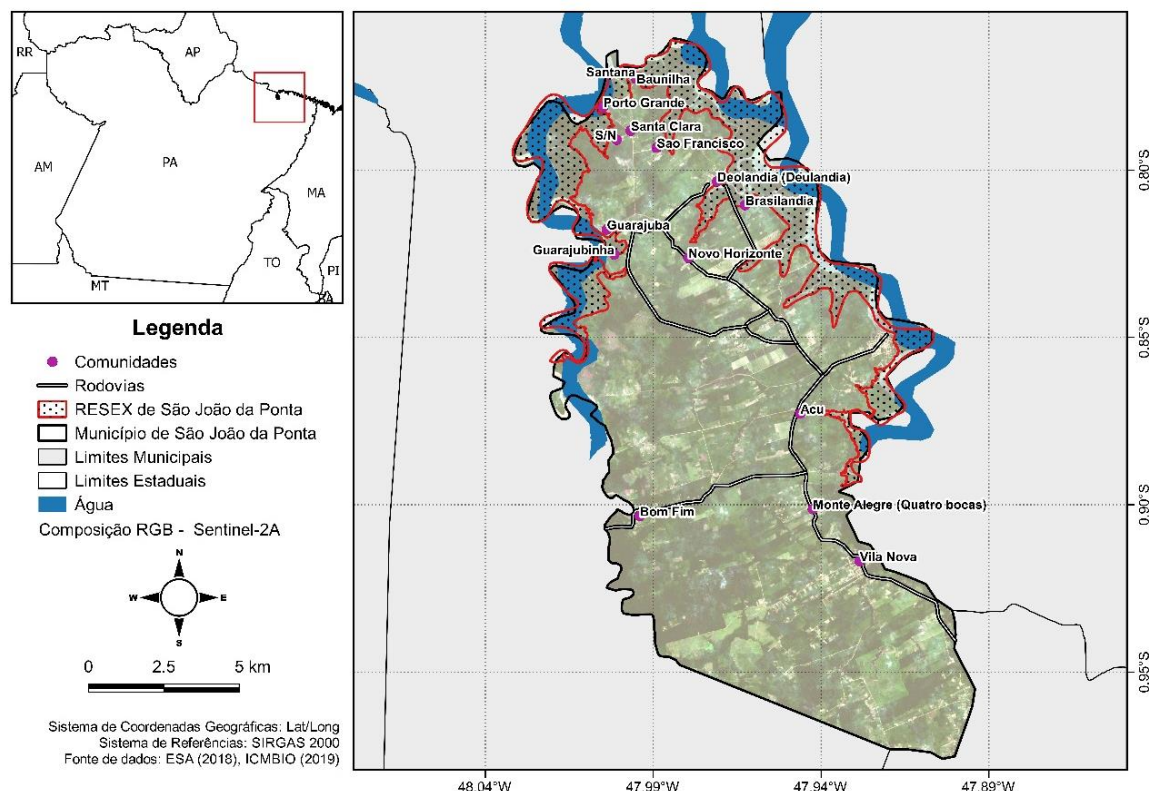 RR
AP
AM
PA
MA
TO
PI
MT
BA
Legenda
Comunidades
Rodovias
RESEX de São João da Ponta
Município de São João da Ponta
Limites Municipais
Limites Estaduais
Água
Composição RGB - Sentinel-2A
N
W
E
S
0 2.5 5 km
Sistema de Coordenadas Geográficas: Lat/Long
Sistema de Referências: SIRGAS 2000
Fonte de dados: ESA (2018), ICMBIO (2019)
Santana
Baunilha
Porto Grande
Santa Clara
S/N
Sao Francisco
Deolandia (Deulandia)
Brasilandia
Guarajuba
Guarajubinha
Novo Horizonte
Acu
Monte Alegre (Quatro bocas)
Bom Fim
Vila Nova
0.80°S
0.85°S
0.90°S
0.95°S
48.04°W
47.99°W
47.94°W
47.89°W